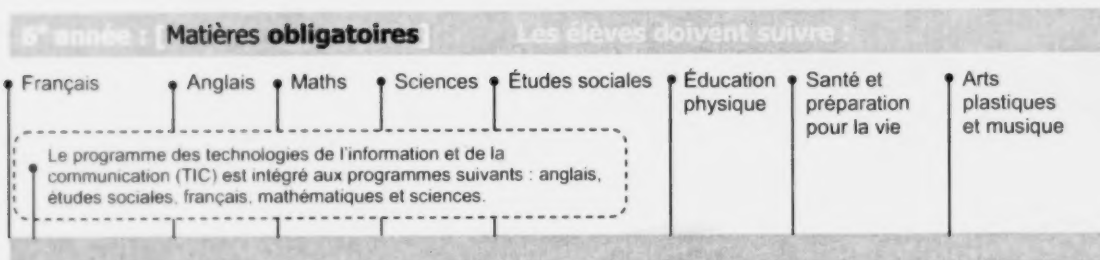 6e année : [Matières obligatoires] Les élèves doivent suivre :
Français
Anglais
Maths
Sciences
Études sociales
Éducation
physique
Santé et
préparation
pour la vie
Arts
plastiques
et musique
Le programme des technologies de l'information et de la
communication (TIC) est intégré aux programmes suivants : anglais,
études sociales, français, mathématiques et sciences.